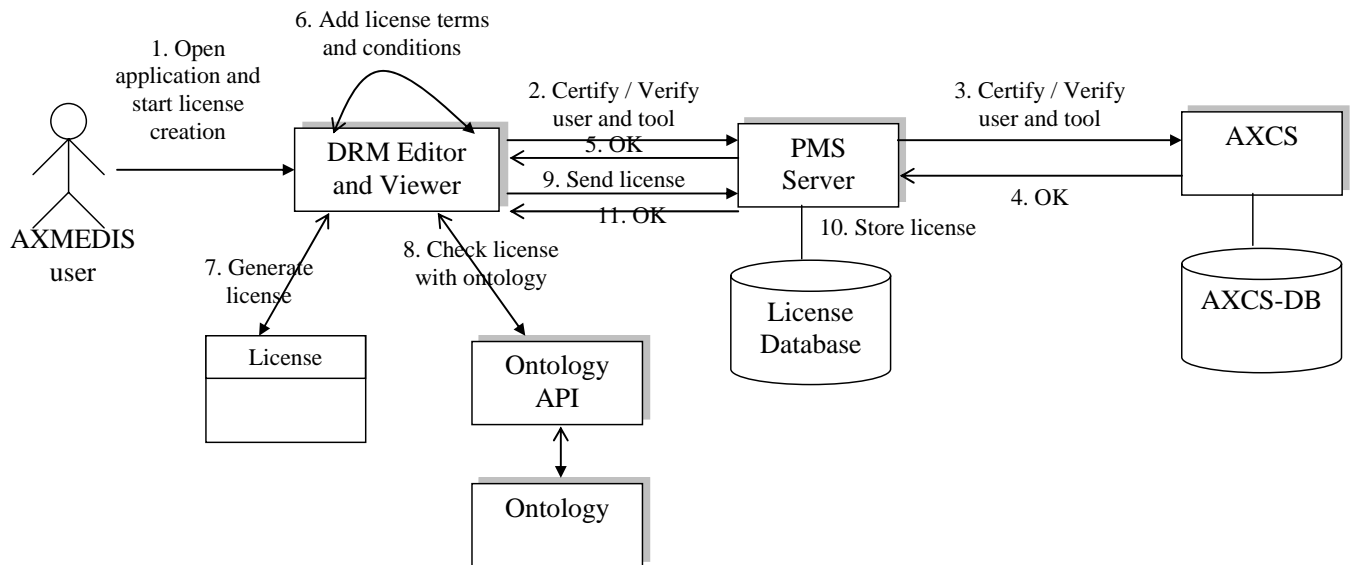 1. Open
application and
start license
creation
6. Add license terms
and conditions
2. Certify / Verify
user and tool
3. Certify / Verify
user and tool
AXMEDIS
user
DRM Editor
and Viewer
5. OK
9. Send license
11. OK
PMS
Server
4. OK
AXCS
10. Store license
7. Generate
license
8. Check license
with ontology
License
Database
AXCS-DB
License
Ontology
API
Ontology